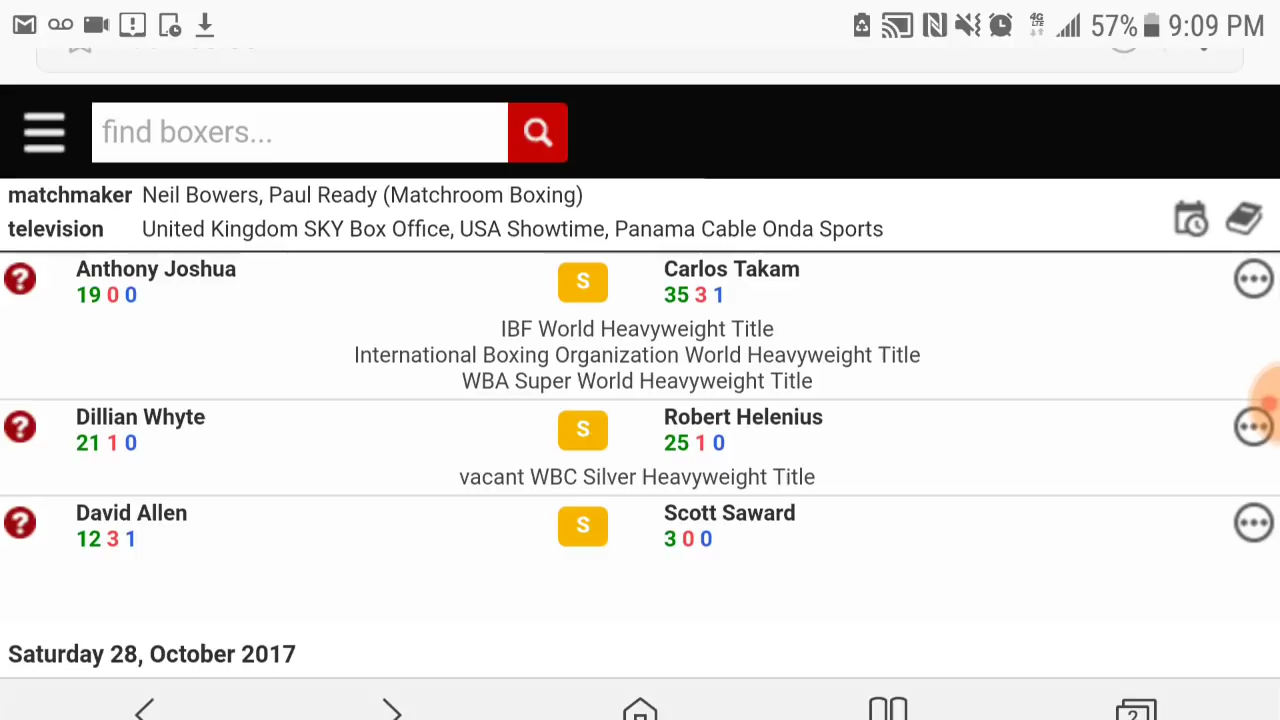 57% 9:09 PM
find boxers...
matchmaker Neil Bowers, Paul Ready (Matchroom Boxing)
television United Kingdom SKY Box Office, USA Showtime, Panama Cable Onda Sports
Anthony Joshua S Carlos Takam
19 0 0 35 3 1
IBF World Heavyweight Title
International Boxing Organization World Heavyweight Title
WBA Super World Heavyweight Title
Dillian Whyte S Robert Helenius
21 1 0 25 1 0
vacant WBC Silver Heavyweight Title
David Allen S Scott Saward
12 3 1 3 0 0
Saturday 28, October 2017